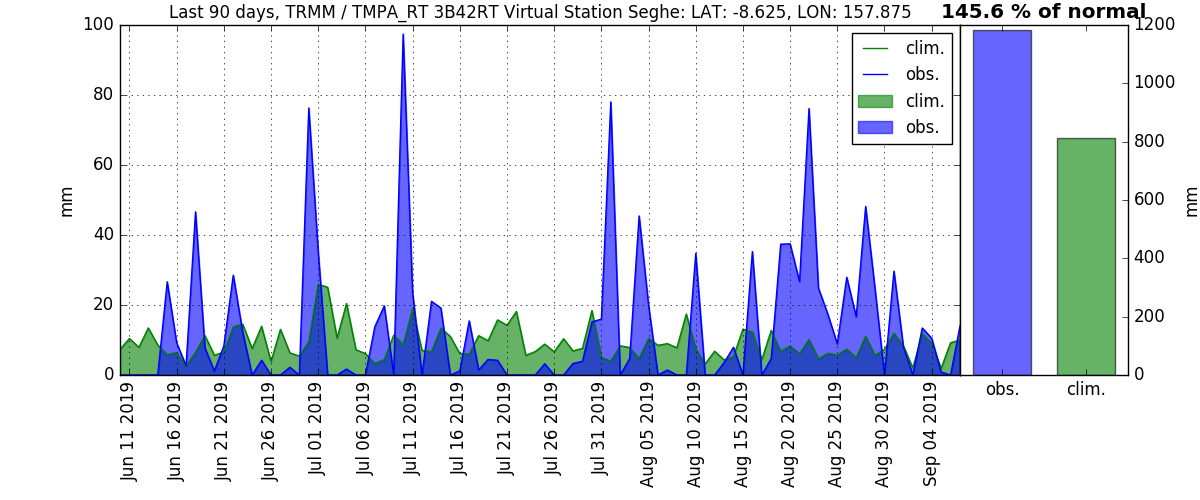 Last 90 days, TRMM / TMPA_RT 3B42RT Virtual Station Seghe: LAT: -8.625, LON: 157.875
145.6 % of normal
100
80
60
40
20
0
mm
clim.
obs.
clim.
obs.
1200
1000
800
600
400
200
0
mm
Jun 11 2019
Jun 16 2019
Jun 21 2019
Jun 26 2019
Jul 01 2019
Jul 06 2019
Jul 11 2019
Jul 16 2019
Jul 21 2019
Jul 26 2019
Jul 31 2019
Aug 05 2019
Aug 10 2019
Aug 15 2019
Aug 20 2019
Aug 25 2019
Aug 30 2019
Sep 04 2019
obs.
clim.